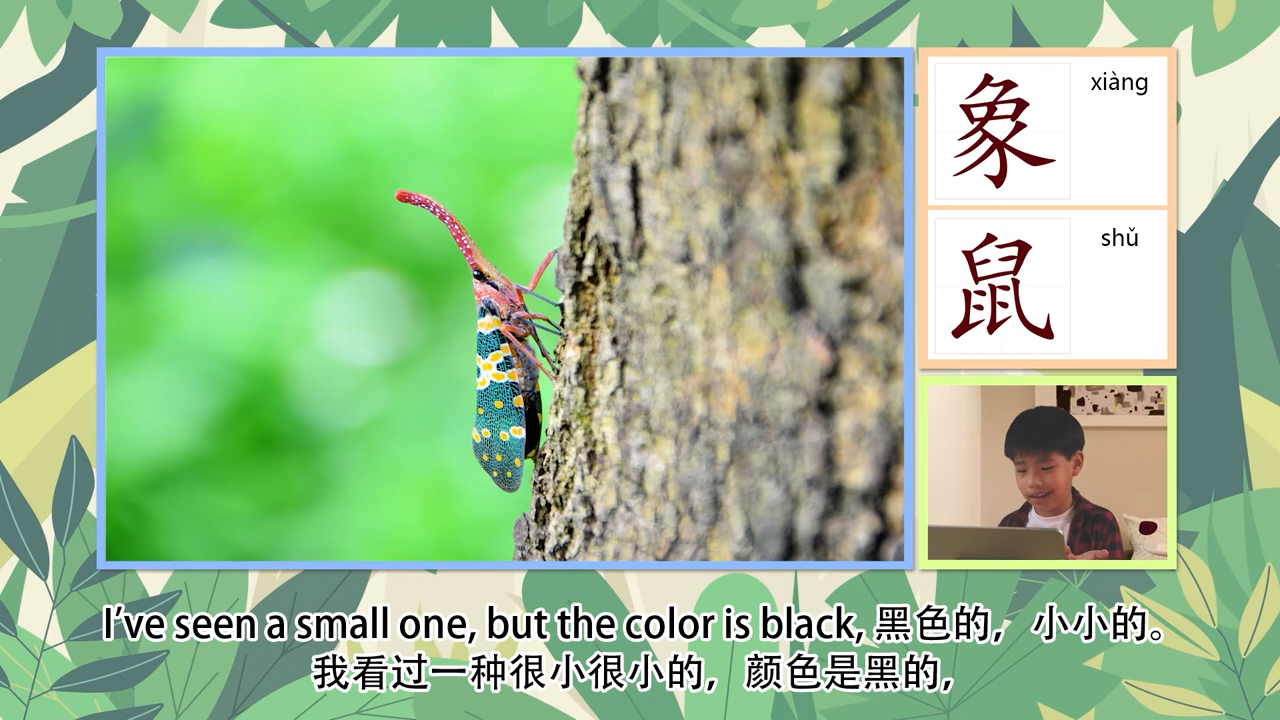 象
xiàng
鼠
shǔ
I've seen a small one, but the color is black, 黑色的，小小的。
我看过一种很小很小的，颜色是黑的，